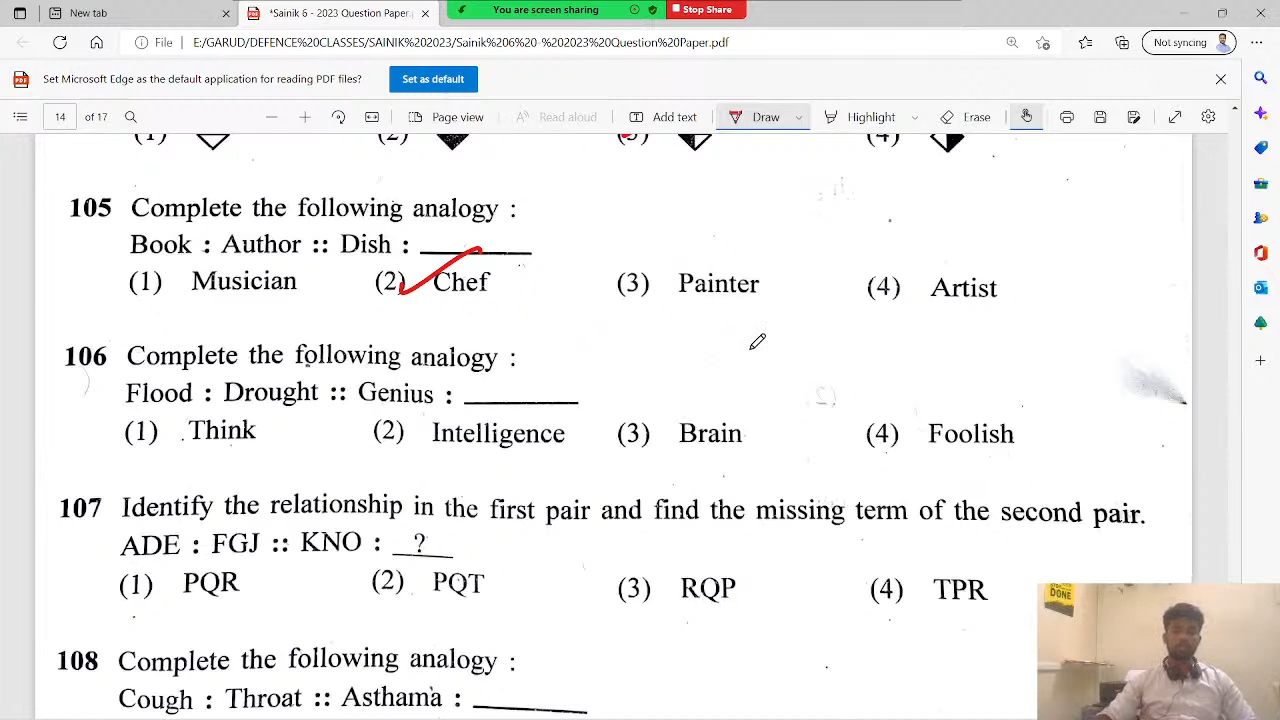 New tab
*Sainik 6 - 2023 Question Paper.p
You are screen sharing
Stop Share
File
E:/GARUD/DEFENCE%20CLASSES/SAINIK%202023/Sainik%206%20-%202023%20Question%20Paper.pdf
Not syncing
Set Microsoft Edge as the default application for reading PDF files?
Set as default
14 of 17
Page view
Read aloud
Add text
Draw
Highlight
Erase
(1) (2) (3) (4)
105 Complete the following analogy :
Book : Author :: Dish : ________
(1) Musician (2) Chef (3) Painter (4) Artist
106 Complete the following analogy :
Flood : Drought :: Genius : ________
(1) Think (2) Intelligence (3) Brain (4) Foolish
107 Identify the relationship in the first pair and find the missing term of the second pair.
ADE : FGJ :: KNO : __?__
(1) PQR (2) PQT (3) RQP (4) TPR
108 Complete the following analogy :
Cough : Throat :: Asthama : ________
DONE